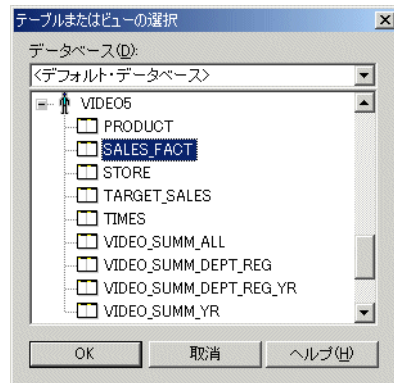 テーブルまたはビューの選択
データベース(D):
<デフォルト・データベース>
VIDEO5
PRODUCT
SALES_FACT
STORE
TARGET_SALES
TIMES
VIDEO_SUMM_ALL
VIDEO_SUMM_DEPT_REG
VIDEO_SUMM_DEPT_REG_YR
VIDEO_SUMM_YR
OK 取消 ヘルプ(H)